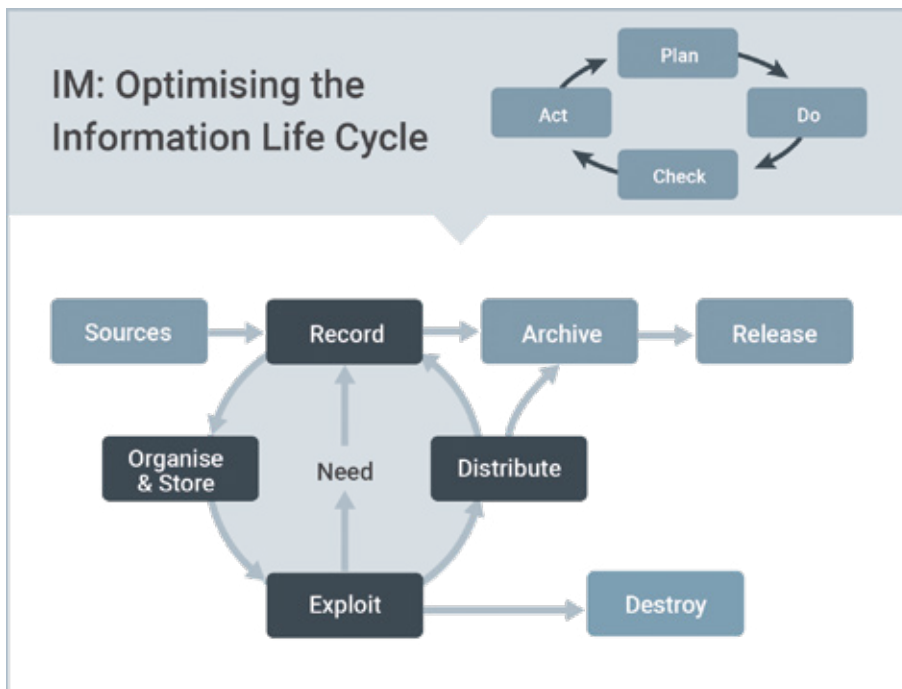 IM: Optimising the
Information Life Cycle
Plan
Act
Do
Check
Sources
Record
Archive
Release
Organise
& Store
Need
Distribute
Exploit
Destroy